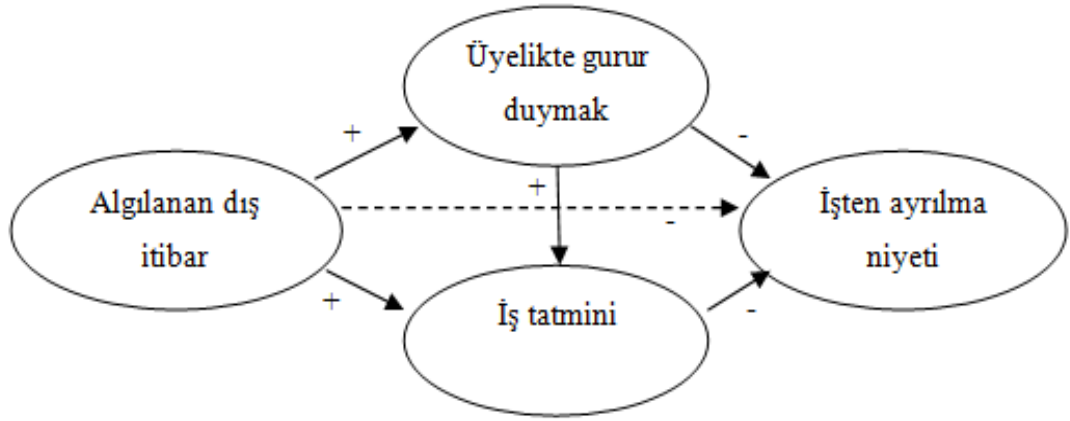 Üyelikte gurur
duymak
+
-
Algılanan dış
itibar
+
-
İşten ayrılma
niyeti
+
İş tatmini
-